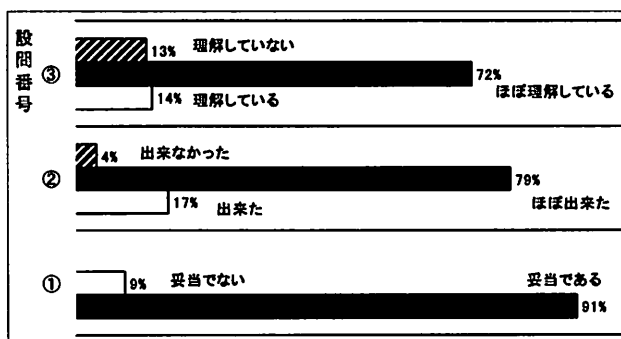 設問番号
③
13% 理解していない
72%
ほぼ理解している
14% 理解している
②
4% 出来なかった
79%
ほぼ出来た
17% 出来た
①
9% 妥当でない
妥当である
91%